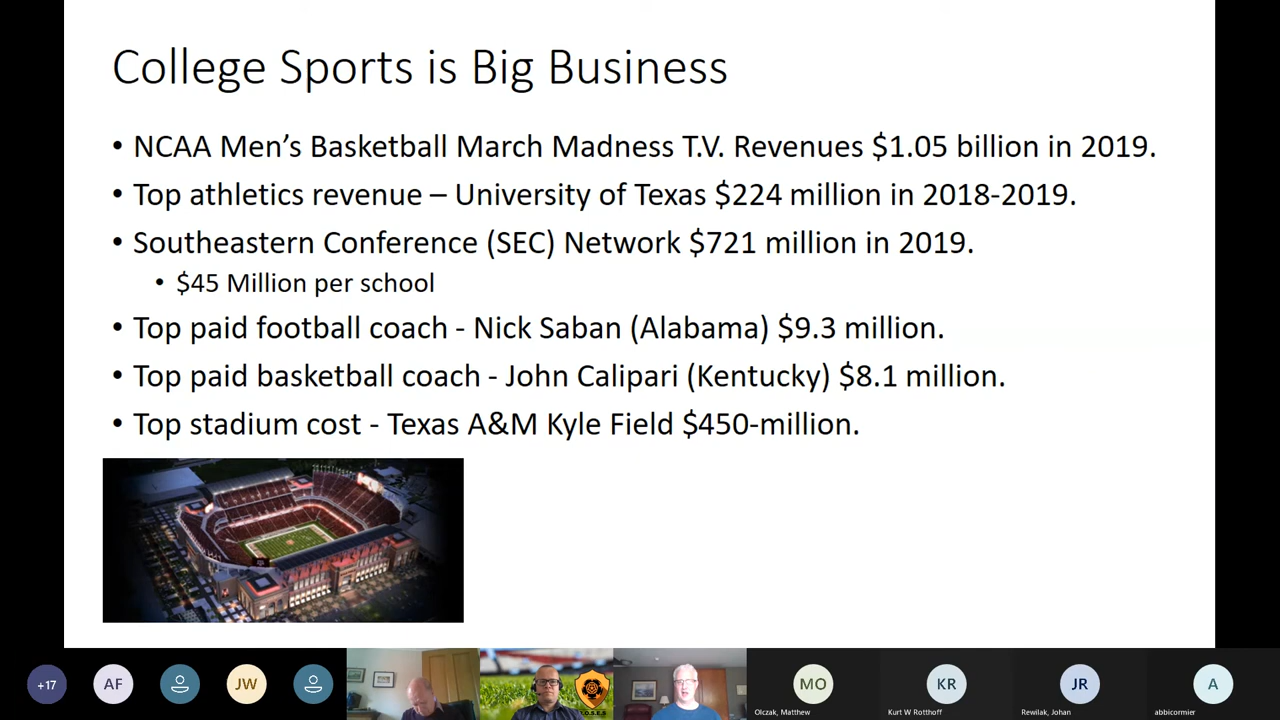 College Sports is Big Business
• NCAA Men's Basketball March Madness T.V. Revenues $1.05 billion in 2019.
• Top athletics revenue – University of Texas $224 million in 2018-2019.
• Southeastern Conference (SEC) Network $721 million in 2019.
• $45 Million per school
• Top paid football coach - Nick Saban (Alabama) $9.3 million.
• Top paid basketball coach - John Calipari (Kentucky) $8.1 million.
• Top stadium cost - Texas A&M Kyle Field $450-million.
+17
AF
JW
MO
KR
JR
A
Olczak, Matthew
Kurt W Rotthoff
Rewilak, Johan
abbicormier